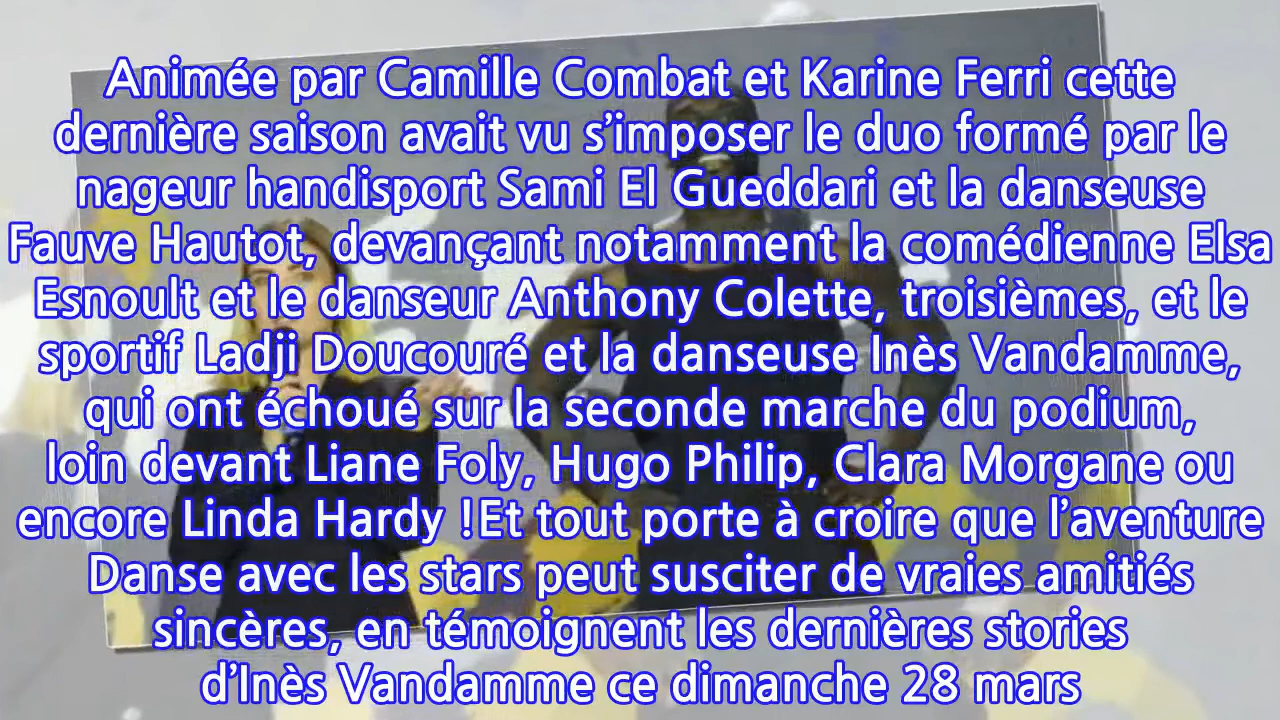 Animée par Camille Combat et Karine Ferri cette
dernière saison avait vu s’imposer le duo formé par le
nageur handisport Sami El Gueddari et la danseuse
Fauve Hautot, devançant notamment la comédienne Elsa
Esnoult et le danseur Anthony Colette, troisièmes, et le
sportif Ladji Doucouré et la danseuse Inès Vandamme,
qui ont échoué sur la seconde marche du podium,
loin devant Liane Foly, Hugo Philip, Clara Morgane ou
encore Linda Hardy !Et tout porte à croire que l’aventure
Danse avec les stars peut susciter de vraies amitiés
sincères, en témoignent les dernières stories
d’Inès Vandamme ce dimanche 28 mars